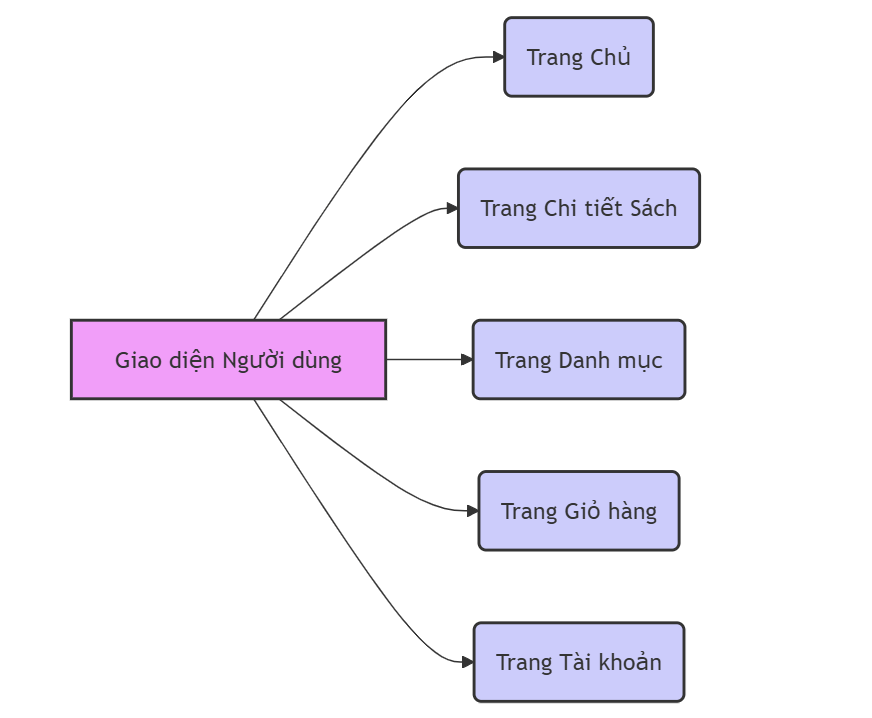 Trang Chủ
Trang Chi tiết Sách
Giao diện Người dùng
Trang Danh mục
Trang Giỏ hàng
Trang Tài khoản